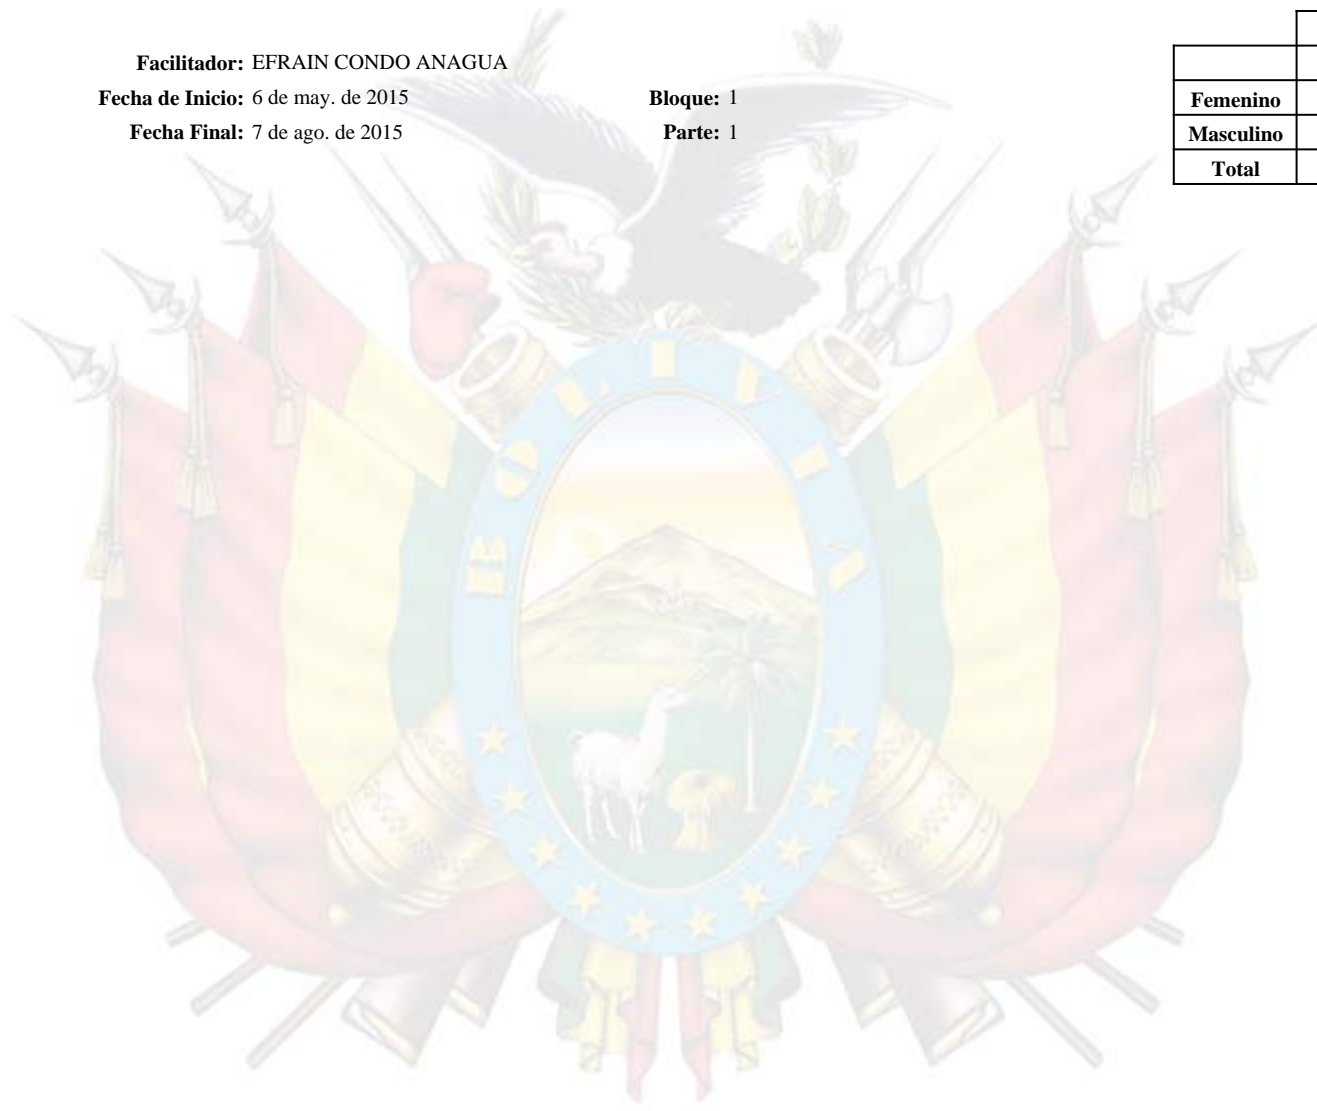 Facilitador: EFRAIN CONDO ANAGUA
Fecha de Inicio: 6 de may. de 2015 Bloque: 1
Fecha Final: 7 de ago. de 2015 Parte: 1
Femenino
Masculino
Total
BOLIVIA